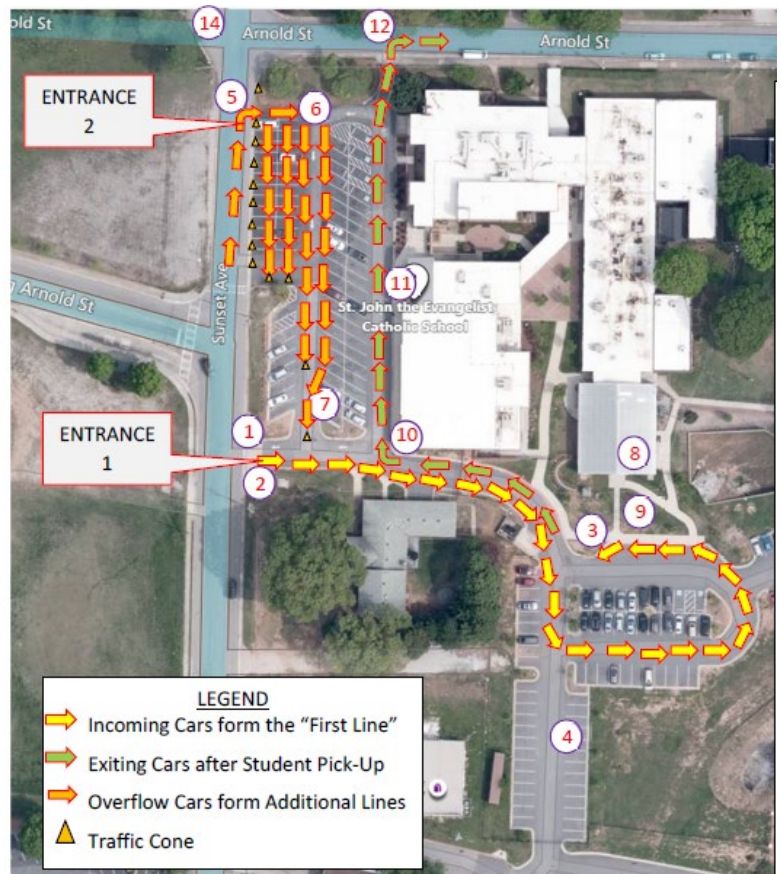 14
12
Arnold St
Arnold St
Arnold St
ENTRANCE
2
5
6
Arnold St
Sunset Ave
11
St. John the Evangelist
Catholic School
7
1
10
ENTRANCE
1
2
8
9
3
4
LEGEND
Incoming Cars form the “First Line”
Exiting Cars after Student Pick-Up
Overflow Cars form Additional Lines
Traffic Cone